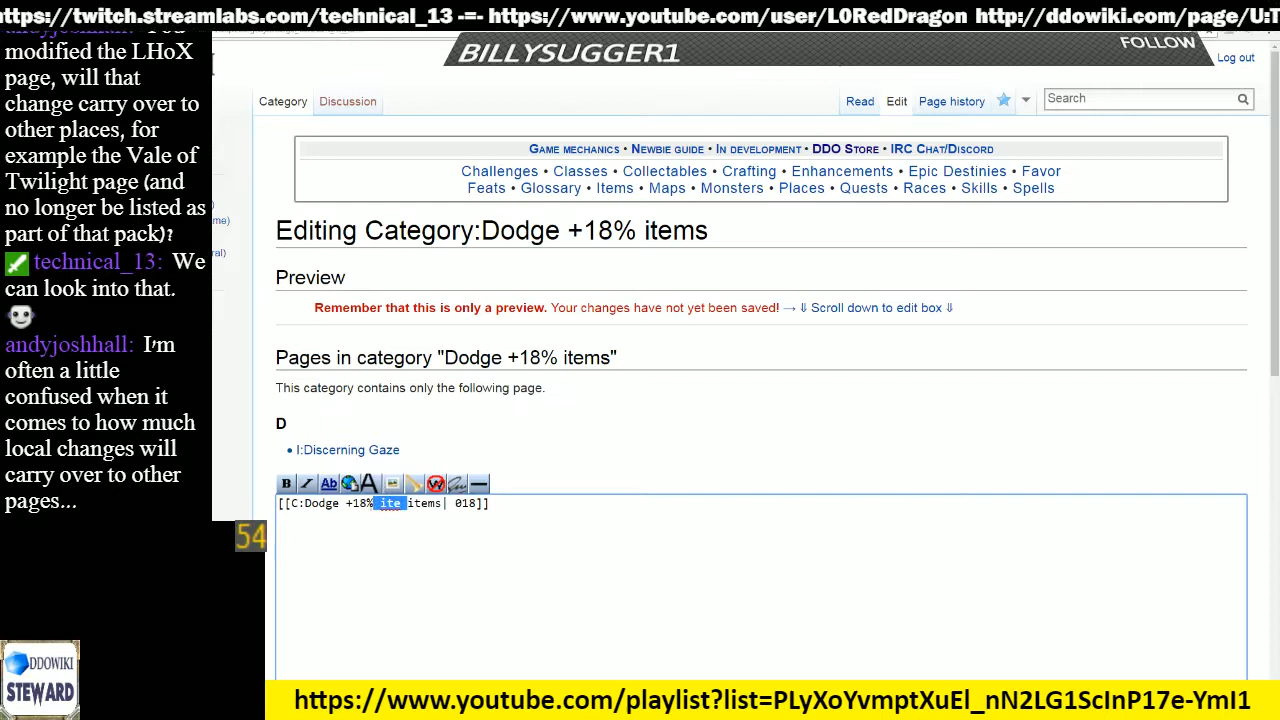 https://twitch.streamlabs.com/technical_13 -=- https://www.youtube.com/user/L0RedDragon http://ddowiki.com/page/U:T
modified the LHoX
page, will that
change carry over to
other places, for
example the Vale of
Twilight page (and
no longer be listed as
part of that pack)?
technical_13: We
can look into that.
andyjoshhall: I'm
often a little
confused when it
comes to how much
local changes will
carry over to other
pages...
54
DDOWIKI
STEWARD
BILLYSUGGER1
FOLLOW
Log out
Category Discussion
Read Edit Page history
Search
Game mechanics • Newbie guide • In development • DDO Store • IRC Chat/Discord
Challenges • Classes • Collectables • Crafting • Enhancements • Epic Destinies • Favor
Feats • Glossary • Items • Maps • Monsters • Places • Quests • Races • Skills • Spells
me)
ral)
Editing Category:Dodge +18% items
Preview
Remember that this is only a preview. Your changes have not yet been saved! → ⇓ Scroll down to edit box ⇓
Pages in category "Dodge +18% items"
This category contains only the following page.
D
• I:Discerning Gaze
B I Ab A W
[[C:Dodge +18% ite items| 018]]
https://www.youtube.com/playlist?list=PLyXoYvmptXuEl_nN2LG1ScInP17e-YmI1